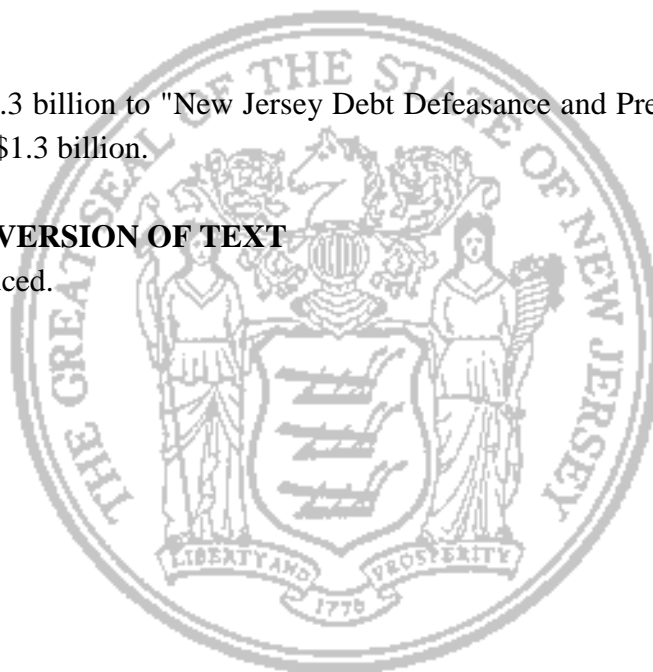 .3 billion to "New Jersey Debt Defeasance and Pre
$1.3 billion.
VERSION OF TEXT
ced.
THE GREAT SEAL OF THE STATE OF NEW JERSEY
LIBERTY AND PROSPERITY
1776